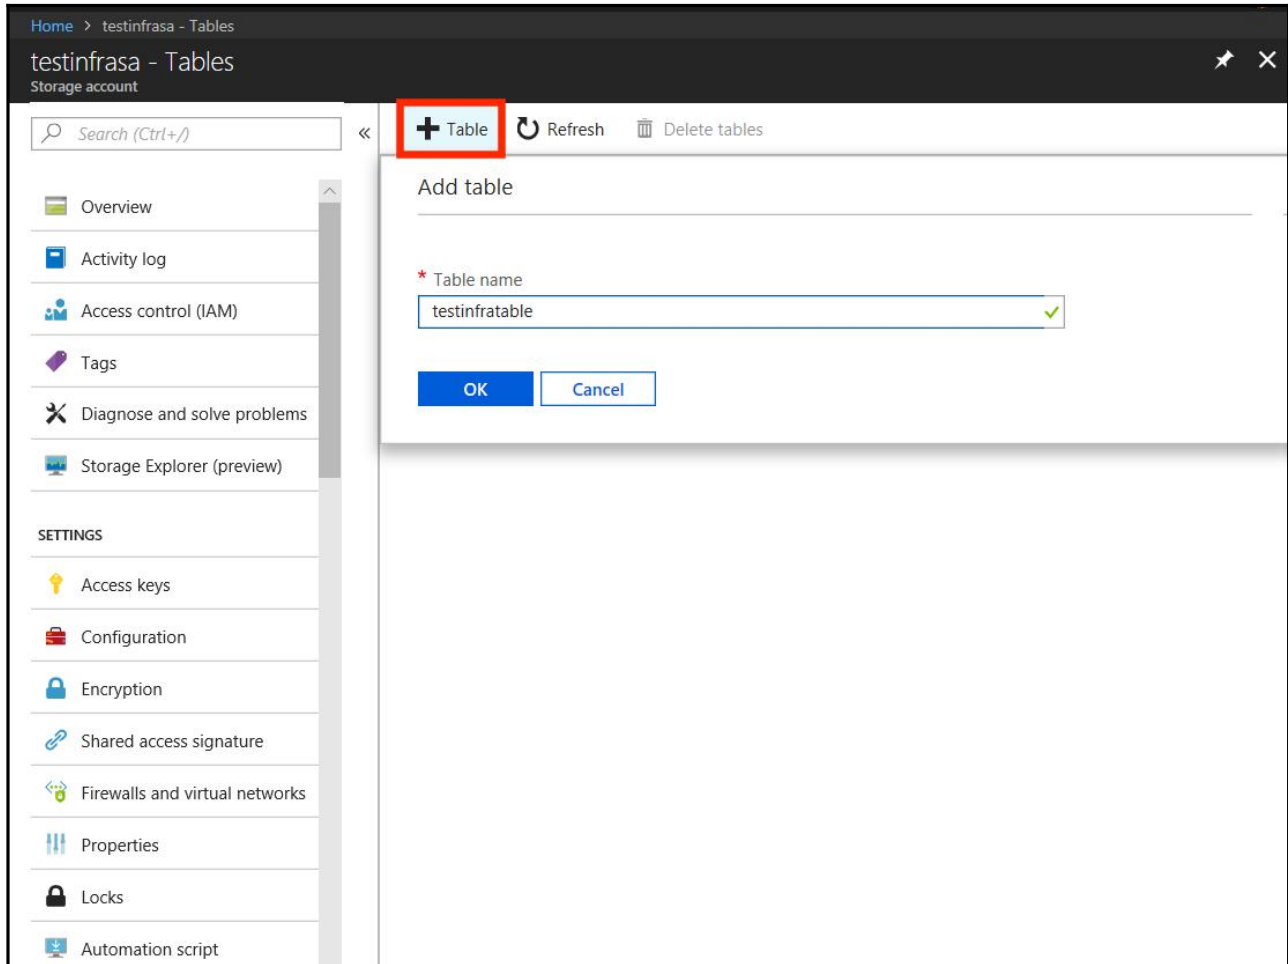 Home > testinfrasa - Tables
testinfrasa - Tables
Storage account
Search (Ctrl+/)
«
Table Refresh Delete tables
Add table
* Table name
testinfratable
OK Cancel
Overview
Activity log
Access control (IAM)
Tags
Diagnose and solve problems
Storage Explorer (preview)
SETTINGS
Access keys
Configuration
Encryption
Shared access signature
Firewalls and virtual networks
Properties
Locks
Automation script